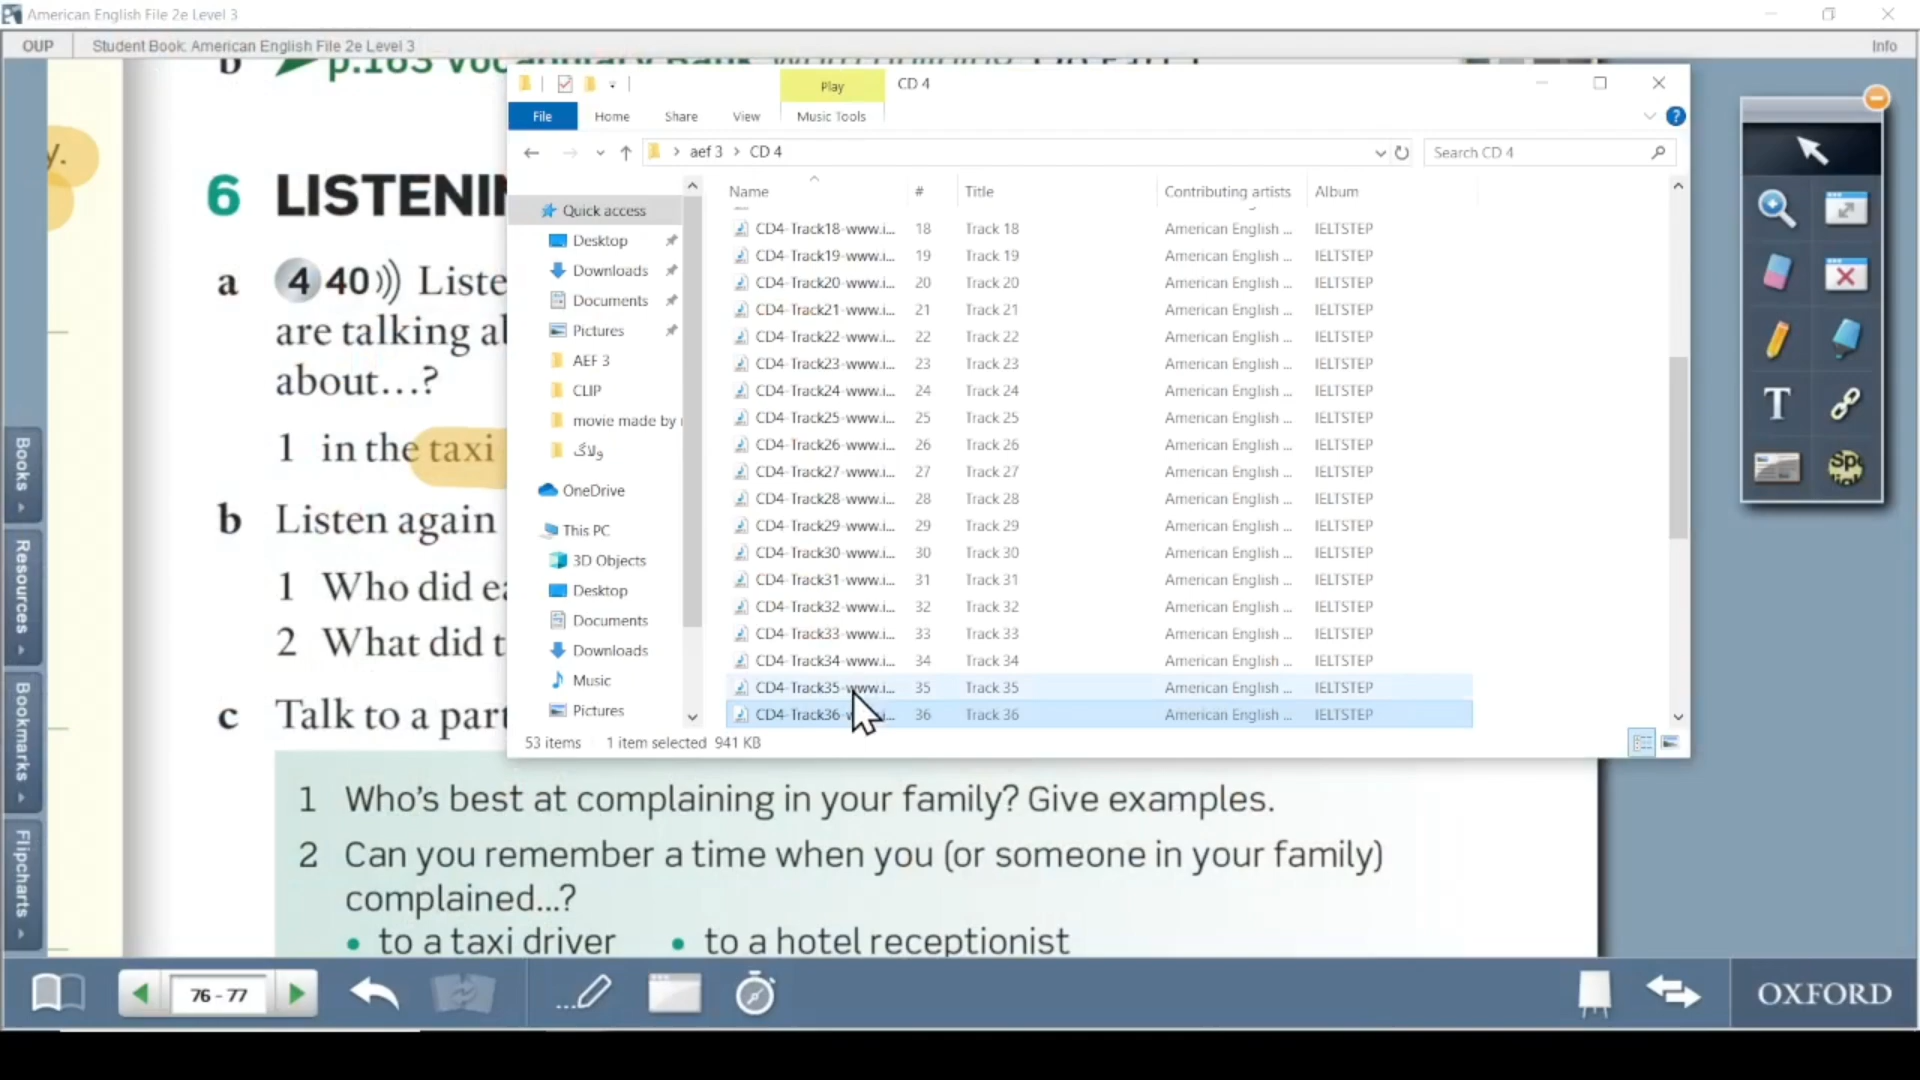 American English File 2e Level 3
OUP
Student Book: American English File 2e Level 3
Info
b p.163 Vocabulary Bank
6 LISTENIN
a 4 40 Liste
are talking al
about...?
1 in the taxi
b Listen again
1 Who did ea
2 What did t
c Talk to a part
1 Who's best at complaining in your family? Give examples.
2 Can you remember a time when you (or someone in your family)
complained...?
• to a taxi driver • to a hotel receptionist
y.
Books
Resources
Bookmarks
Flipcharts
Play
CD 4
File
Home
Share
View
Music Tools
aef 3 > CD 4
Search CD 4
Quick access
Desktop
Downloads
Documents
Pictures
AEF 3
CLIP
movie made by
ولاگ
OneDrive
This PC
3D Objects
Desktop
Documents
Downloads
Music
Pictures
Name # Title Contributing artists Album
CD4-Track18-www.i... 18 Track 18 American English ... IELTSTEP
CD4-Track19-www.i... 19 Track 19 American English ... IELTSTEP
CD4-Track20-www.i... 20 Track 20 American English ... IELTSTEP
CD4-Track21-www.i... 21 Track 21 American English ... IELTSTEP
CD4-Track22-www.i... 22 Track 22 American English ... IELTSTEP
CD4-Track23-www.i... 23 Track 23 American English ... IELTSTEP
CD4-Track24-www.i... 24 Track 24 American English ... IELTSTEP
CD4-Track25-www.i... 25 Track 25 American English ... IELTSTEP
CD4-Track26-www.i... 26 Track 26 American English ... IELTSTEP
CD4-Track27-www.i... 27 Track 27 American English ... IELTSTEP
CD4-Track28-www.i... 28 Track 28 American English ... IELTSTEP
CD4-Track29-www.i... 29 Track 29 American English ... IELTSTEP
CD4-Track30-www.i... 30 Track 30 American English ... IELTSTEP
CD4-Track31-www.i... 31 Track 31 American English ... IELTSTEP
CD4-Track32-www.i... 32 Track 32 American English ... IELTSTEP
CD4-Track33-www.i... 33 Track 33 American English ... IELTSTEP
CD4-Track34-www.i... 34 Track 34 American English ... IELTSTEP
CD4-Track35-www.i... 35 Track 35 American English ... IELTSTEP
CD4-Track36-w...i... 36 Track 36 American English ... IELTSTEP
53 items 1 item selected 941 KB
T
76 - 77
OXFORD